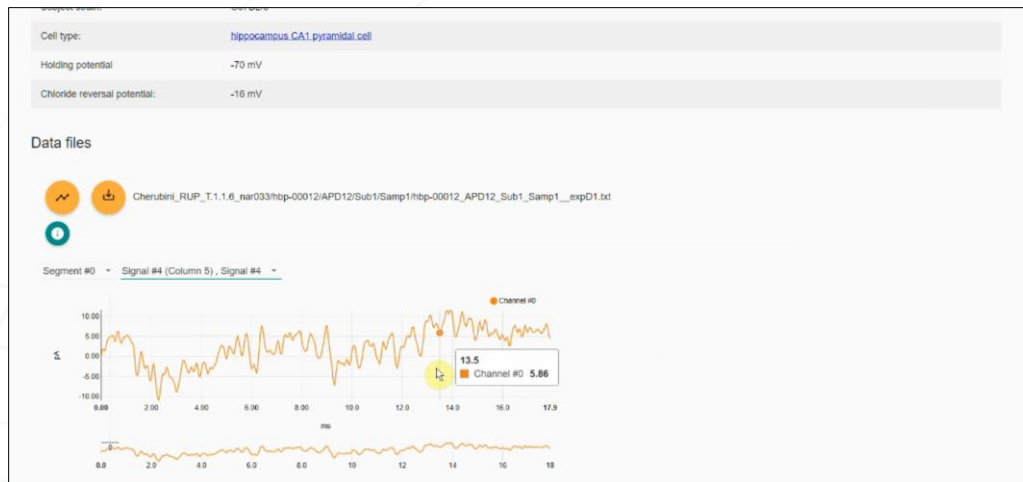 Cell type: hippocampus CA1 pyramidal cell
Holding potential -70 mV
Chloride reversal potential: -16 mV
Data files
Cherubini_RUP_T.1.1.6_nar033/hbp-00012/APD12/Sub1/Samp1/hbp-00012_APD12_Sub1_Samp1__expD1.txt
Segment #0 Signal #4 (Column 5) , Signal #4
Channel #0
10.00
5.00
0.00
-5.00
-10.00
pA
13.5
Channel #0 5.86
0.00 2.00 4.00 6.00 8.00 10.0 12.0 14.0 16.0 17.9
ms
0
0.0 2.0 4.0 6.0 8.0 10 12 14 16 18